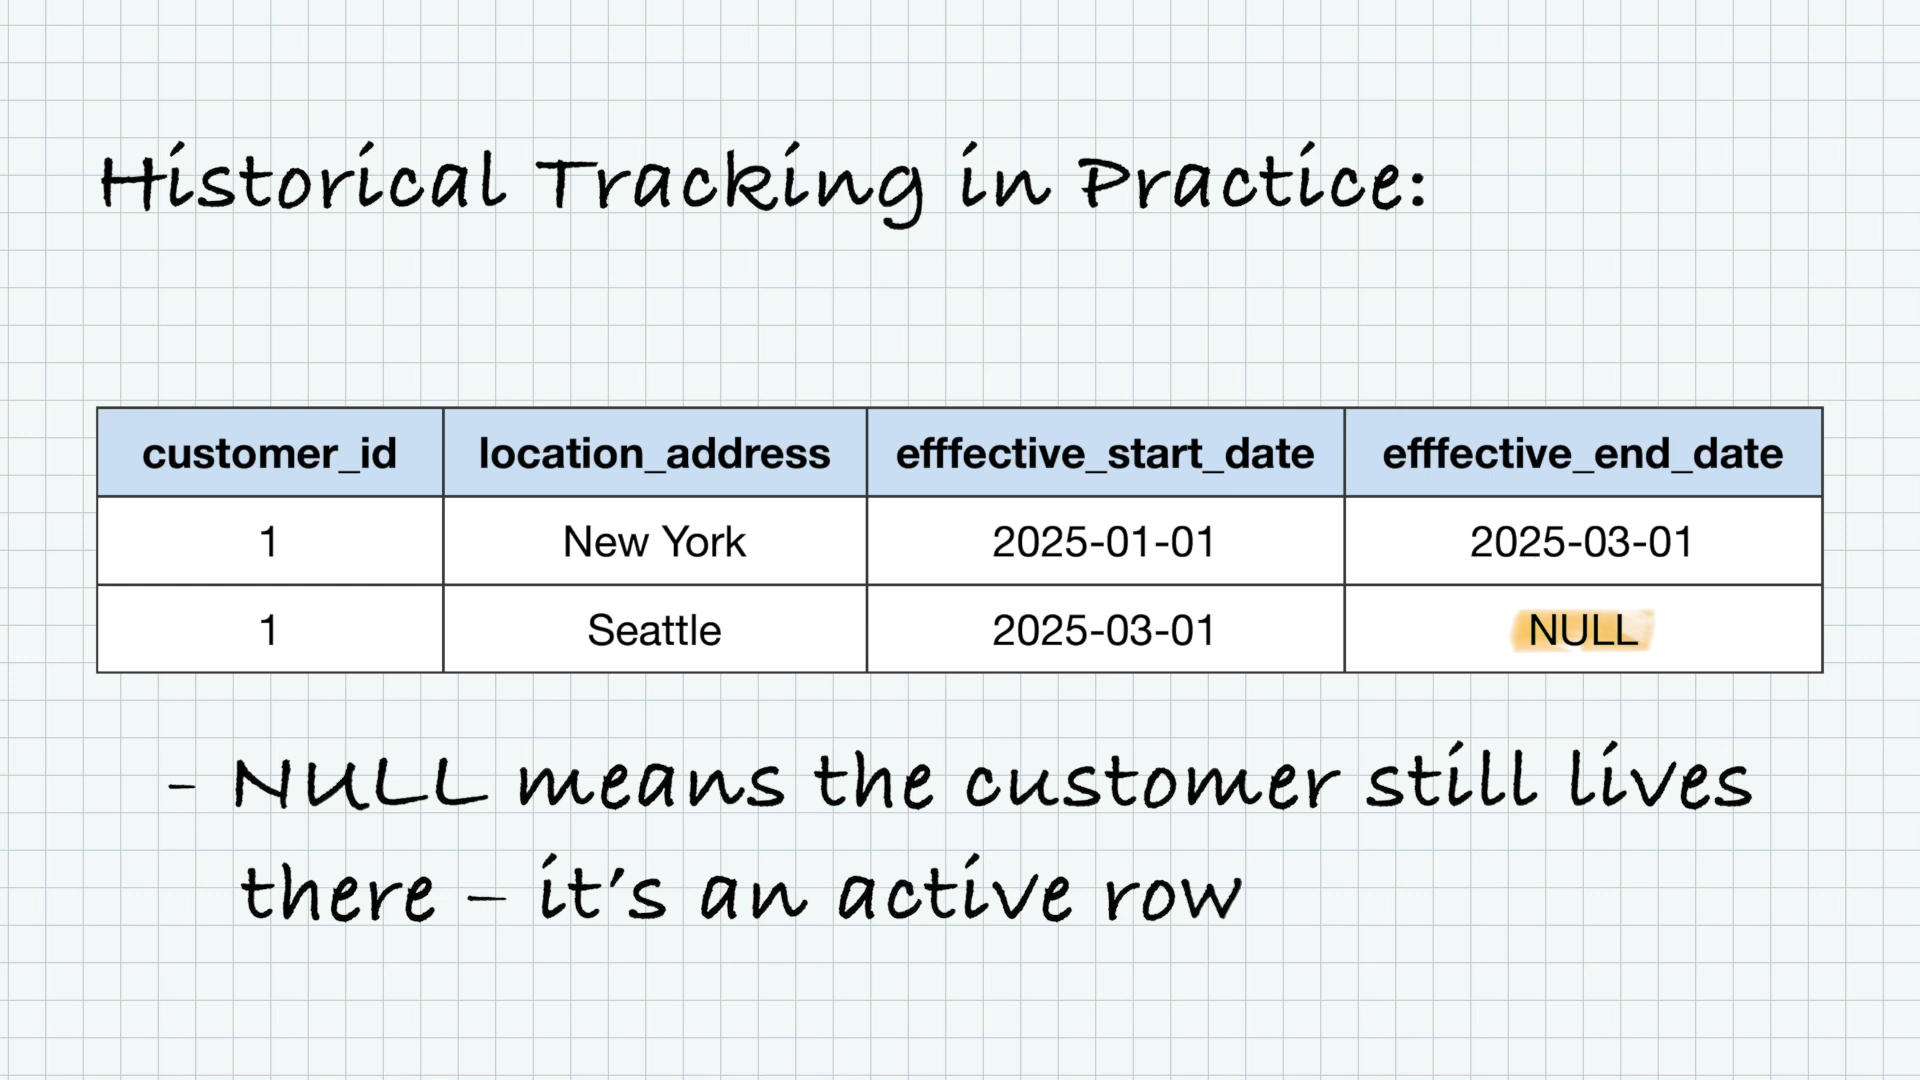 Historical Tracking in Practice:
customer_id location_address efffective_start_date efffective_end_date
1 New York 2025-01-01 2025-03-01
1 Seattle 2025-03-01 NULL
- NULL means the customer still lives
there – it's an active row